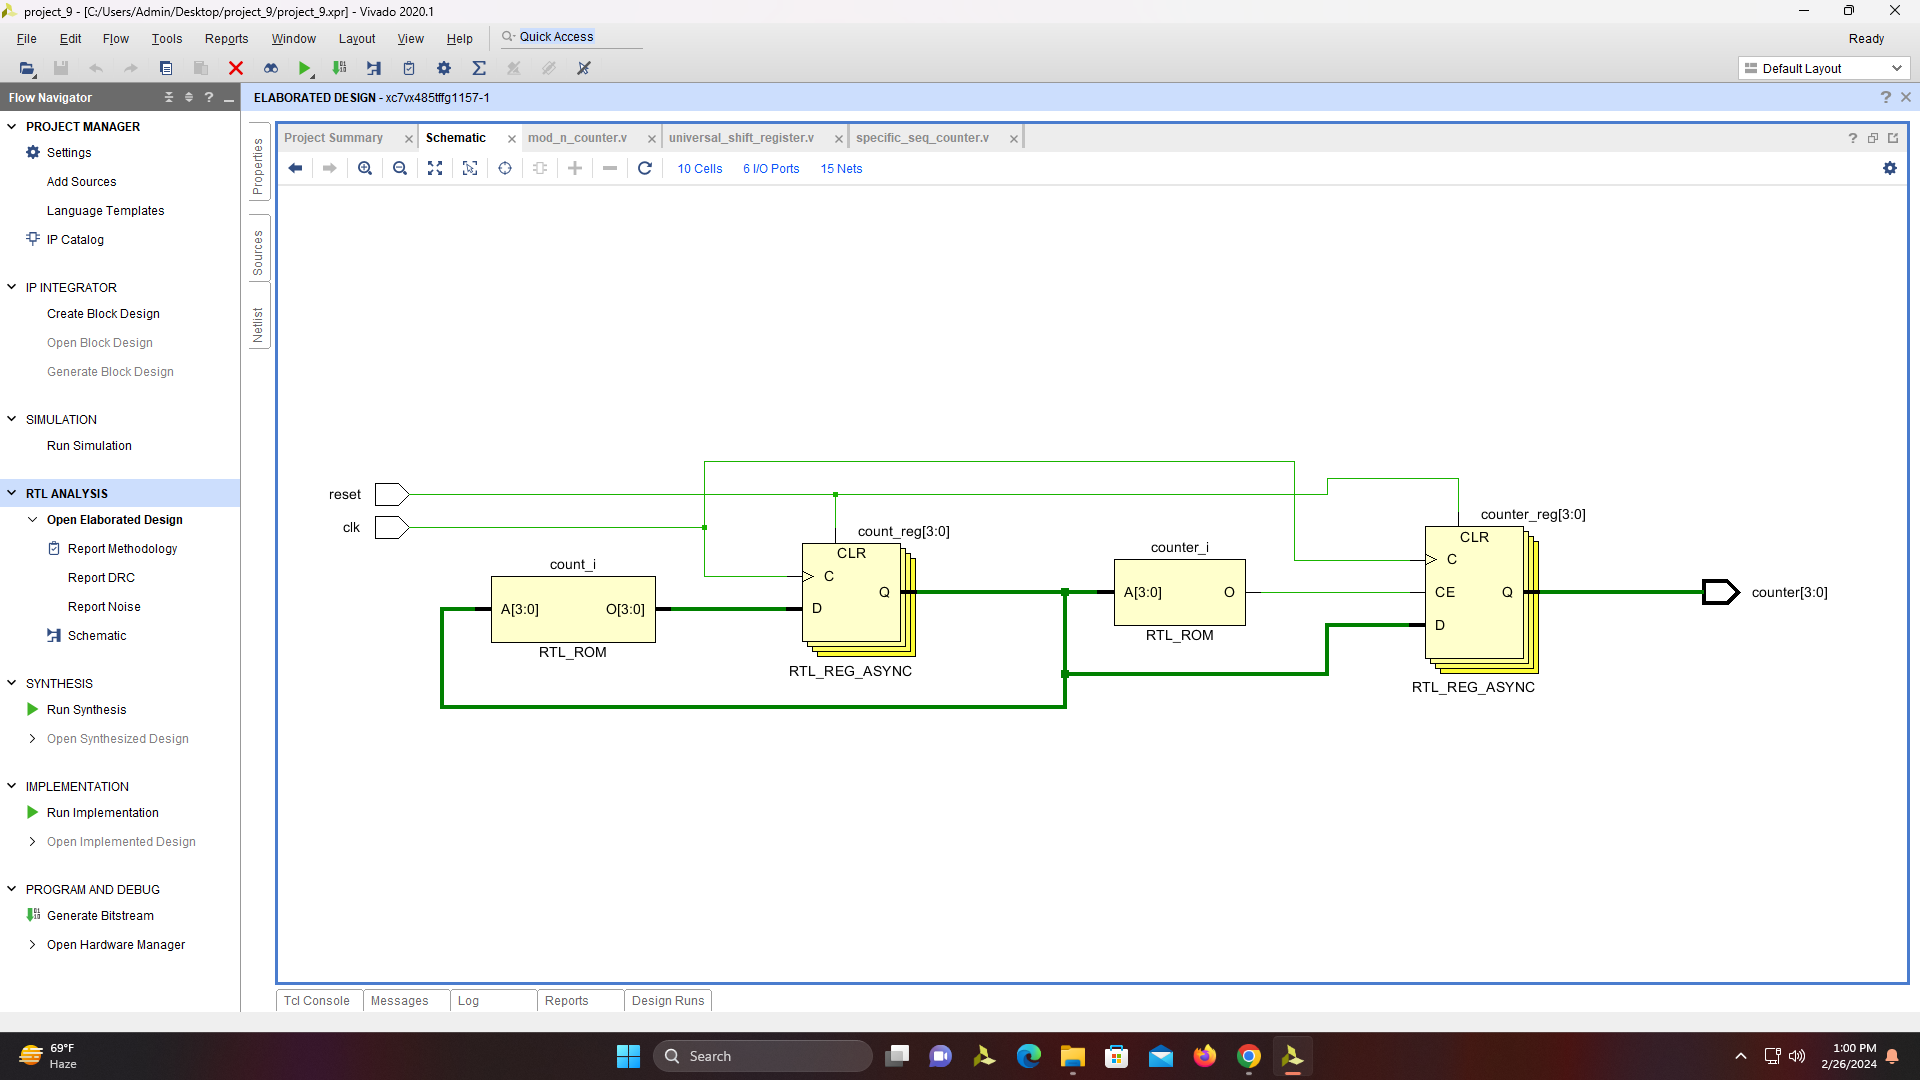 project_9 - [C:/Users/Admin/Desktop/project_9/project_9.xpr] - Vivado 2020.1
File Edit Flow Tools Reports Window Layout View Help Quick Access
Ready
Default Layout
Flow Navigator
ELABORATED DESIGN - xc7vx485tffg1157-1
PROJECT MANAGER
Settings
Add Sources
Language Templates
IP Catalog
IP INTEGRATOR
Create Block Design
Open Block Design
Generate Block Design
SIMULATION
Run Simulation
RTL ANALYSIS
Open Elaborated Design
Report Methodology
Report DRC
Report Noise
Schematic
SYNTHESIS
Run Synthesis
Open Synthesized Design
IMPLEMENTATION
Run Implementation
Open Implemented Design
PROGRAM AND DEBUG
Generate Bitstream
Open Hardware Manager
Properties
Sources
Netlist
Project Summary
Schematic
mod_n_counter.v
universal_shift_register.v
specific_seq_counter.v
10 Cells 6 I/O Ports 15 Nets
reset
clk
count_i
A[3:0] O[3:0]
RTL_ROM
count_reg[3:0]
CLR
C
Q
D
RTL_REG_ASYNC
counter_i
A[3:0] O
RTL_ROM
counter_reg[3:0]
CLR
C
CE Q
D
RTL_REG_ASYNC
counter[3:0]
Tcl Console Messages Log Reports Design Runs
69°F
Haze
Search
1:00 PM
2/26/2024